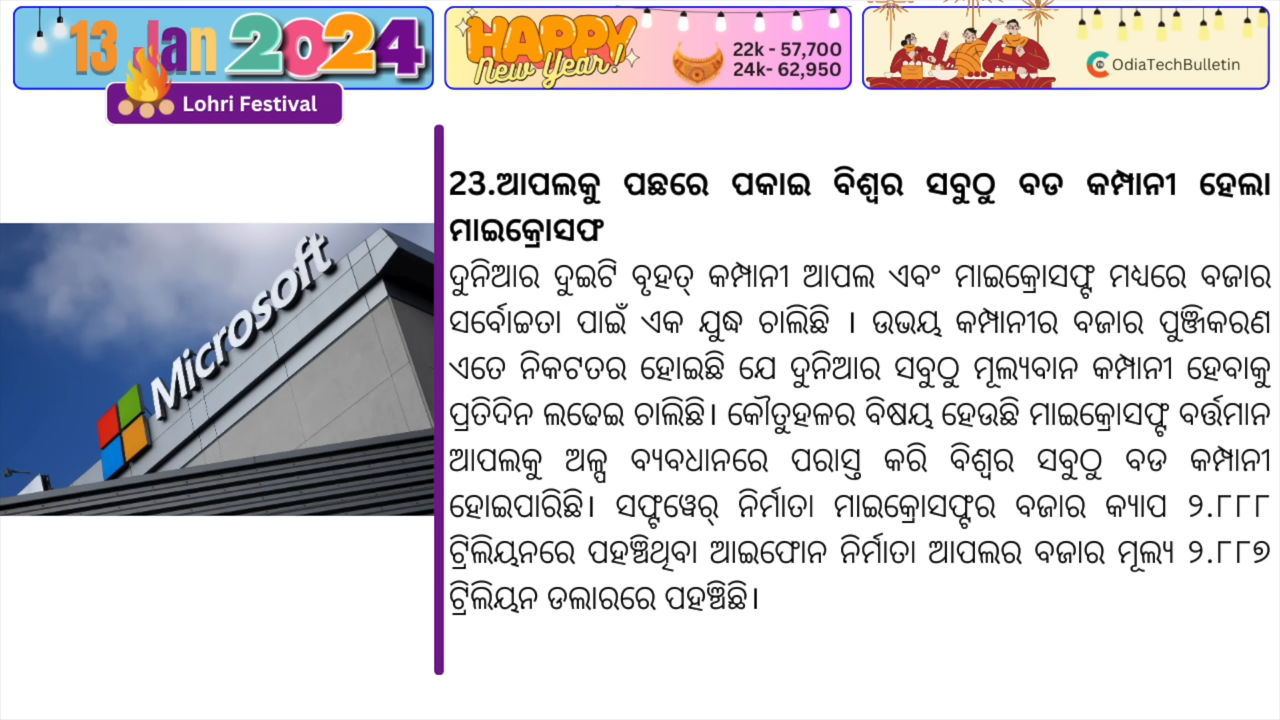 13 Jan 2024
Lohri Festival
HAPPY
New Year!
22k - 57,700
24k- 62,950
OdiaTechBulletin
Microsoft
23.ଆପଲକୁ ପଛରେ ପକାଇ ବିଶ୍ୱର ସବୁଠୁ ବଡ କମ୍ପାନୀ ହେଲା
ମାଇକ୍ରୋସଫ
ଦୁନିଆର ଦୁଇଟି ବୃହତ୍ କମ୍ପାନୀ ଆପଲ ଏବଂ ମାଇକ୍ରୋସଫ୍ଟ ମଧ୍ୟରେ ବଜାର
ସର୍ବୋଚ୍ଚତା ପାଇଁ ଏକ ଯୁଦ୍ଧ ଚାଲିଛି । ଉଭୟ କମ୍ପାନୀର ବଜାର ପୁଞ୍ଜିକରଣ
ଏତେ ନିକଟତର ହୋଇଛି ଯେ ଦୁନିଆର ସବୁଠୁ ମୂଲ୍ୟବାନ କମ୍ପାନୀ ହେବାକୁ
ପ୍ରତିଦିନ ଲଢେଇ ଚାଲିଛି। କୌତୁହଳର ବିଷୟ ହେଉଛି ମାଇକ୍ରୋସଫ୍ଟ ବର୍ତ୍ତମାନ
ଆପଲକୁ ଅଳ୍ପ ବ୍ୟବଧାନରେ ପରାସ୍ତ କରି ବିଶ୍ୱର ସବୁଠୁ ବଡ କମ୍ପାନୀ
ହୋଇପାରିଛି। ସଫ୍ଟୱେର୍ ନିର୍ମାତା ମାଇକ୍ରୋସଫ୍ଟର ବଜାର କ୍ୟାପ ୨.୮୮୮
ଟ୍ରିଲିୟନରେ ପହଞ୍ଚିଥିବା ଆଇଫୋନ ନିର୍ମାତା ଆପଲର ବଜାର ମୂଲ୍ୟ ୨.୮୮୭
ଟ୍ରିଲିୟନ ଡଲାରରେ ପହଞ୍ଚିଛି।